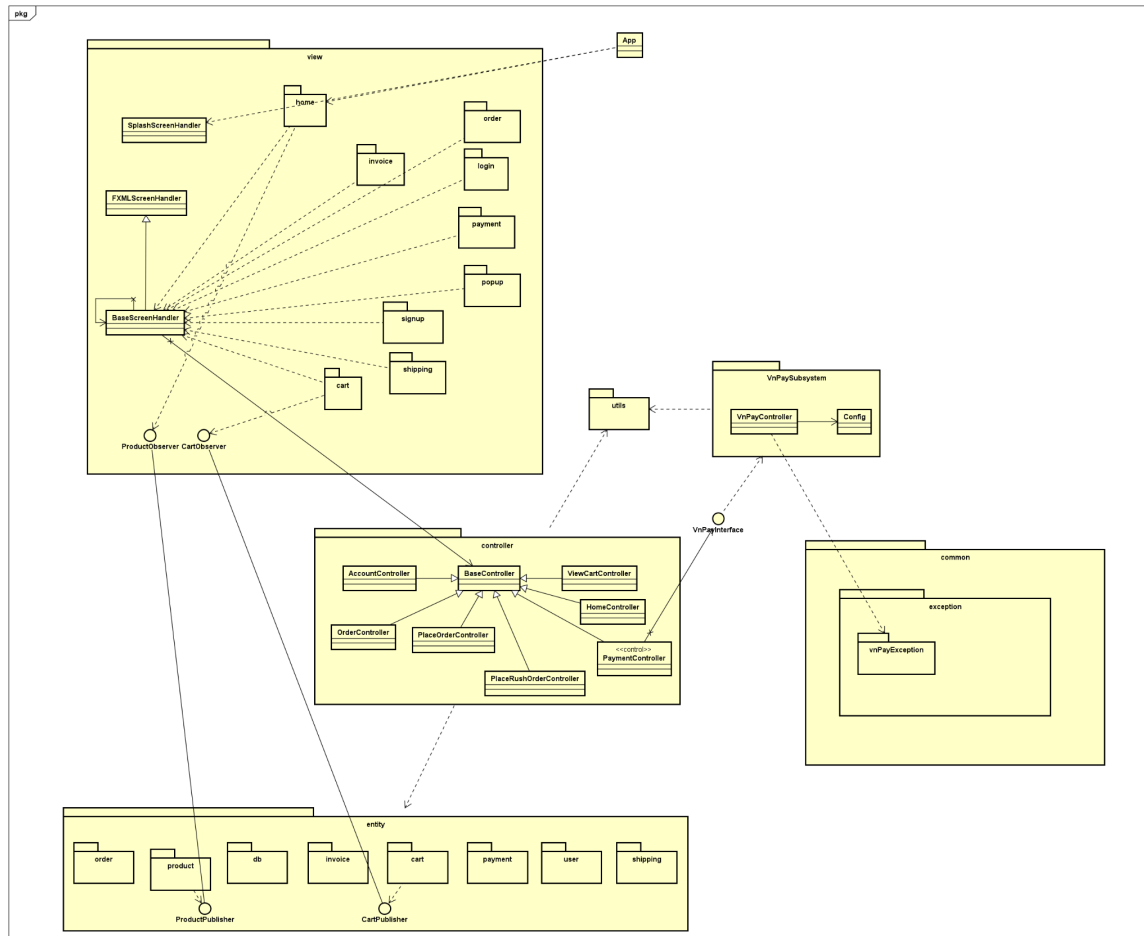 pkg
App
view
home
SplashScreenHandler
order
invoice
login
FXMLScreenHandler
payment
popup
BaseScreenHandler
signup
shipping
cart
ProductObserver
CartObserver
utils
VnPaySubsystem
VnPayController
Config
VnPayInterface
controller
AccountController
BaseController
ViewCartController
HomeController
OrderController
PlaceOrderController
<<control>>
PaymentController
PlaceRushOrderController
common
exception
vnPayException
entity
order
product
db
invoice
cart
payment
user
shipping
ProductPublisher
CartPublisher